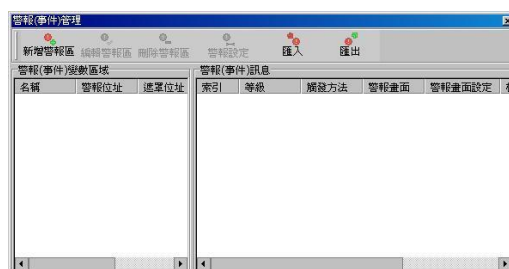 警報(事件)管理
新增警報區 編輯警報區 刪除警報區 警報設定 匯入 匯出
警報(事件)變數區域 警報(事件)訊息
名稱 警報位址 遮罩位址 索引 等級 觸發方法 警報畫面 警報畫面設定